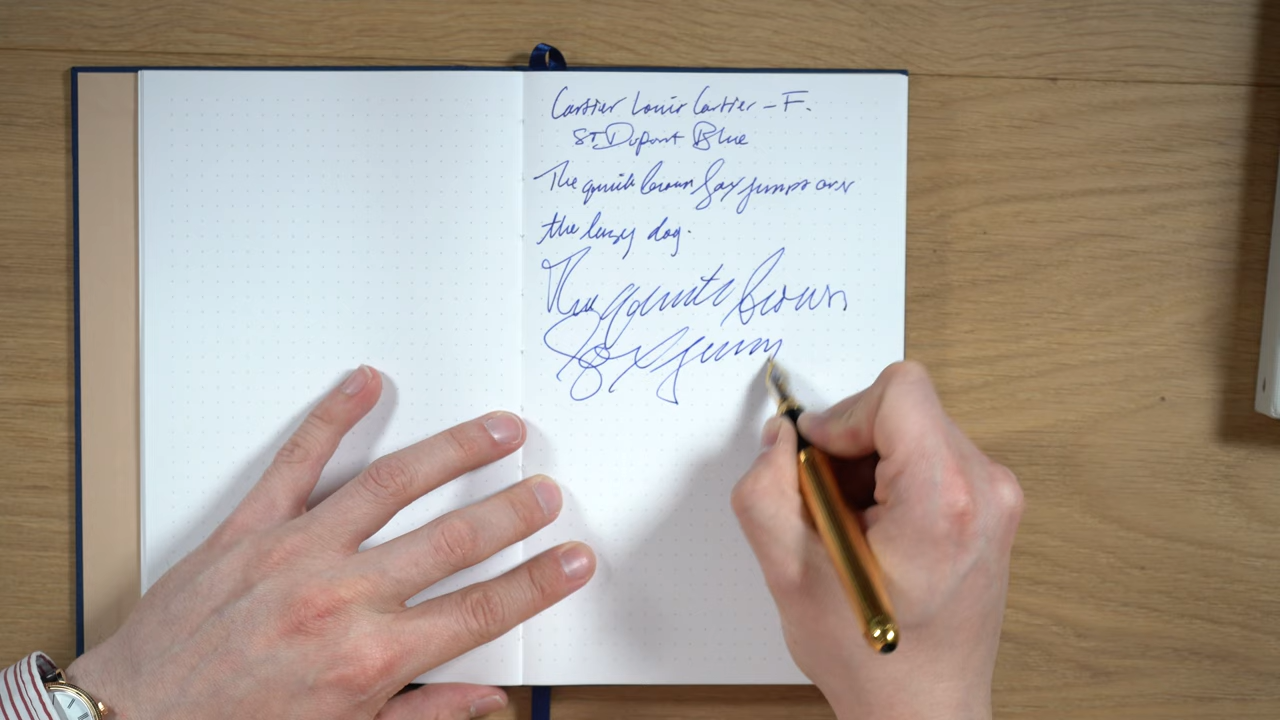 Cartier Louis Cartier – F.
St Dupont Blue
The quick brown fox jumps over
the lazy dog.
The quick brown
fox jum